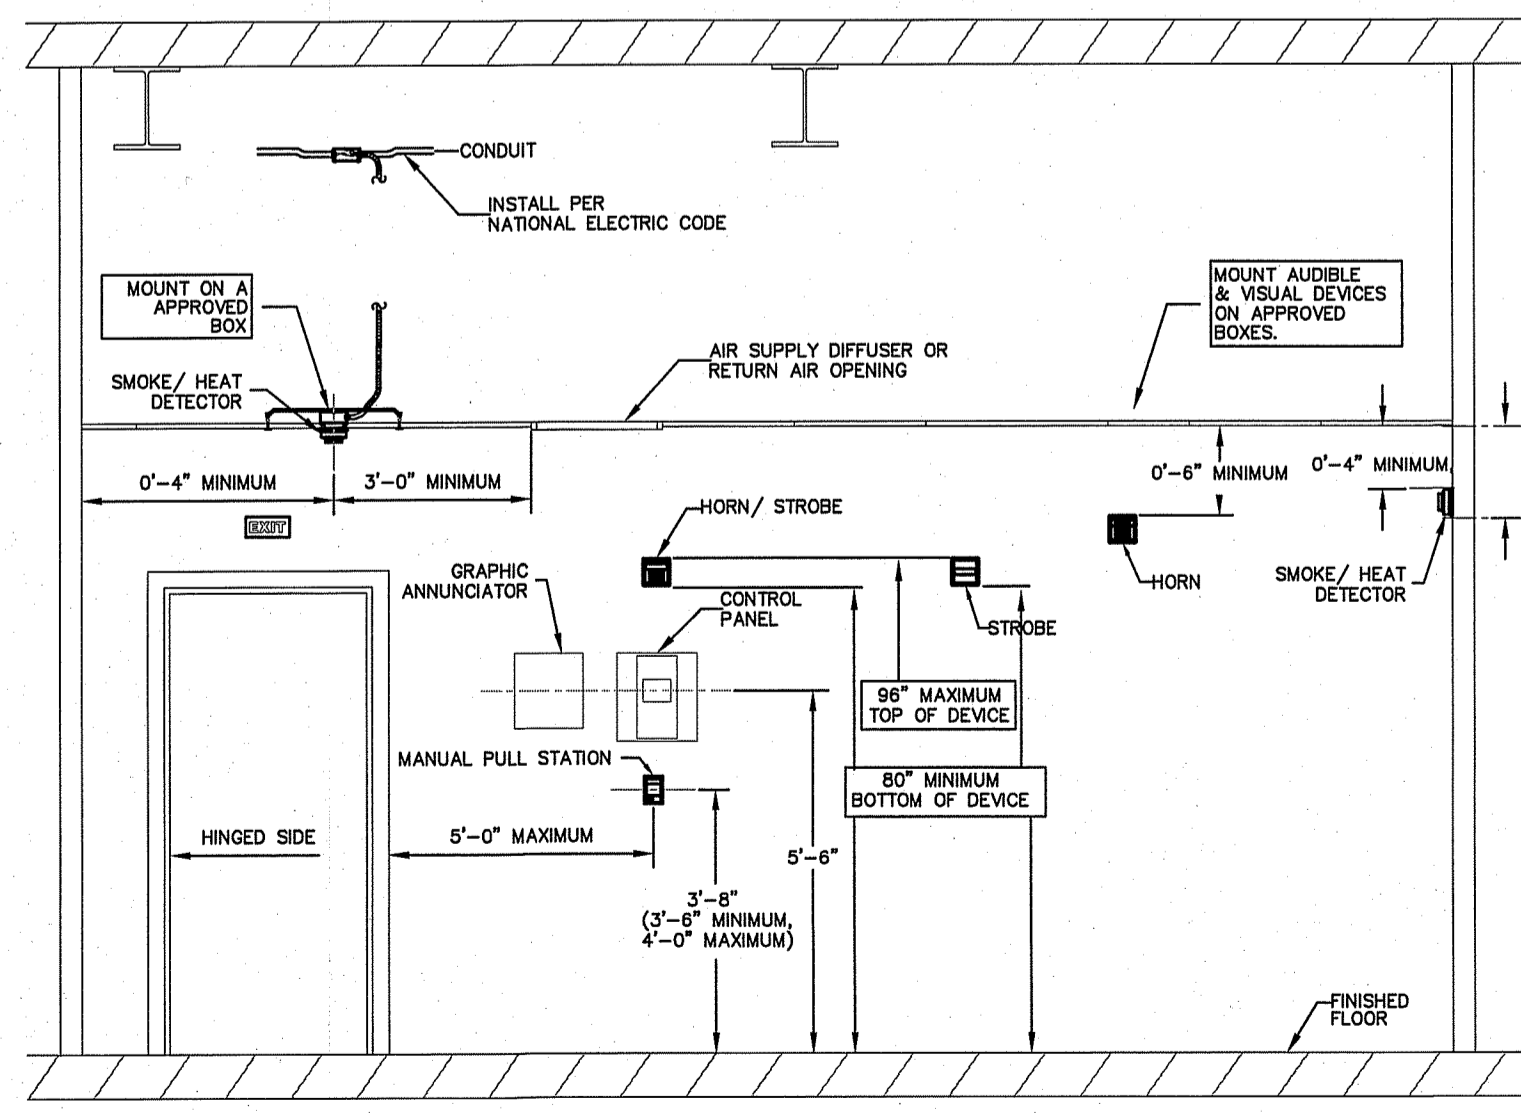 CONDUIT
INSTALL PER
NATIONAL ELECTRIC CODE
MOUNT ON A
APPROVED
BOX
MOUNT AUDIBLE
& VISUAL DEVICES
ON APPROVED
BOXES.
AIR SUPPLY DIFFUSER OR
RETURN AIR OPENING
SMOKE/ HEAT
DETECTOR
0'-4" MINIMUM
3'-0" MINIMUM
0'-6" MINIMUM
0'-4" MINIMUM
EXIT
HORN/ STROBE
GRAPHIC
ANNUNCIATOR
CONTROL
PANEL
STROBE
HORN
SMOKE/ HEAT
DETECTOR
96" MAXIMUM
TOP OF DEVICE
MANUAL PULL STATION
80" MINIMUM
BOTTOM OF DEVICE
HINGED SIDE
5'-0" MAXIMUM
5'-6"
3'-8"
(3'-6" MINIMUM,
4'-0" MAXIMUM)
FINISHED
FLOOR